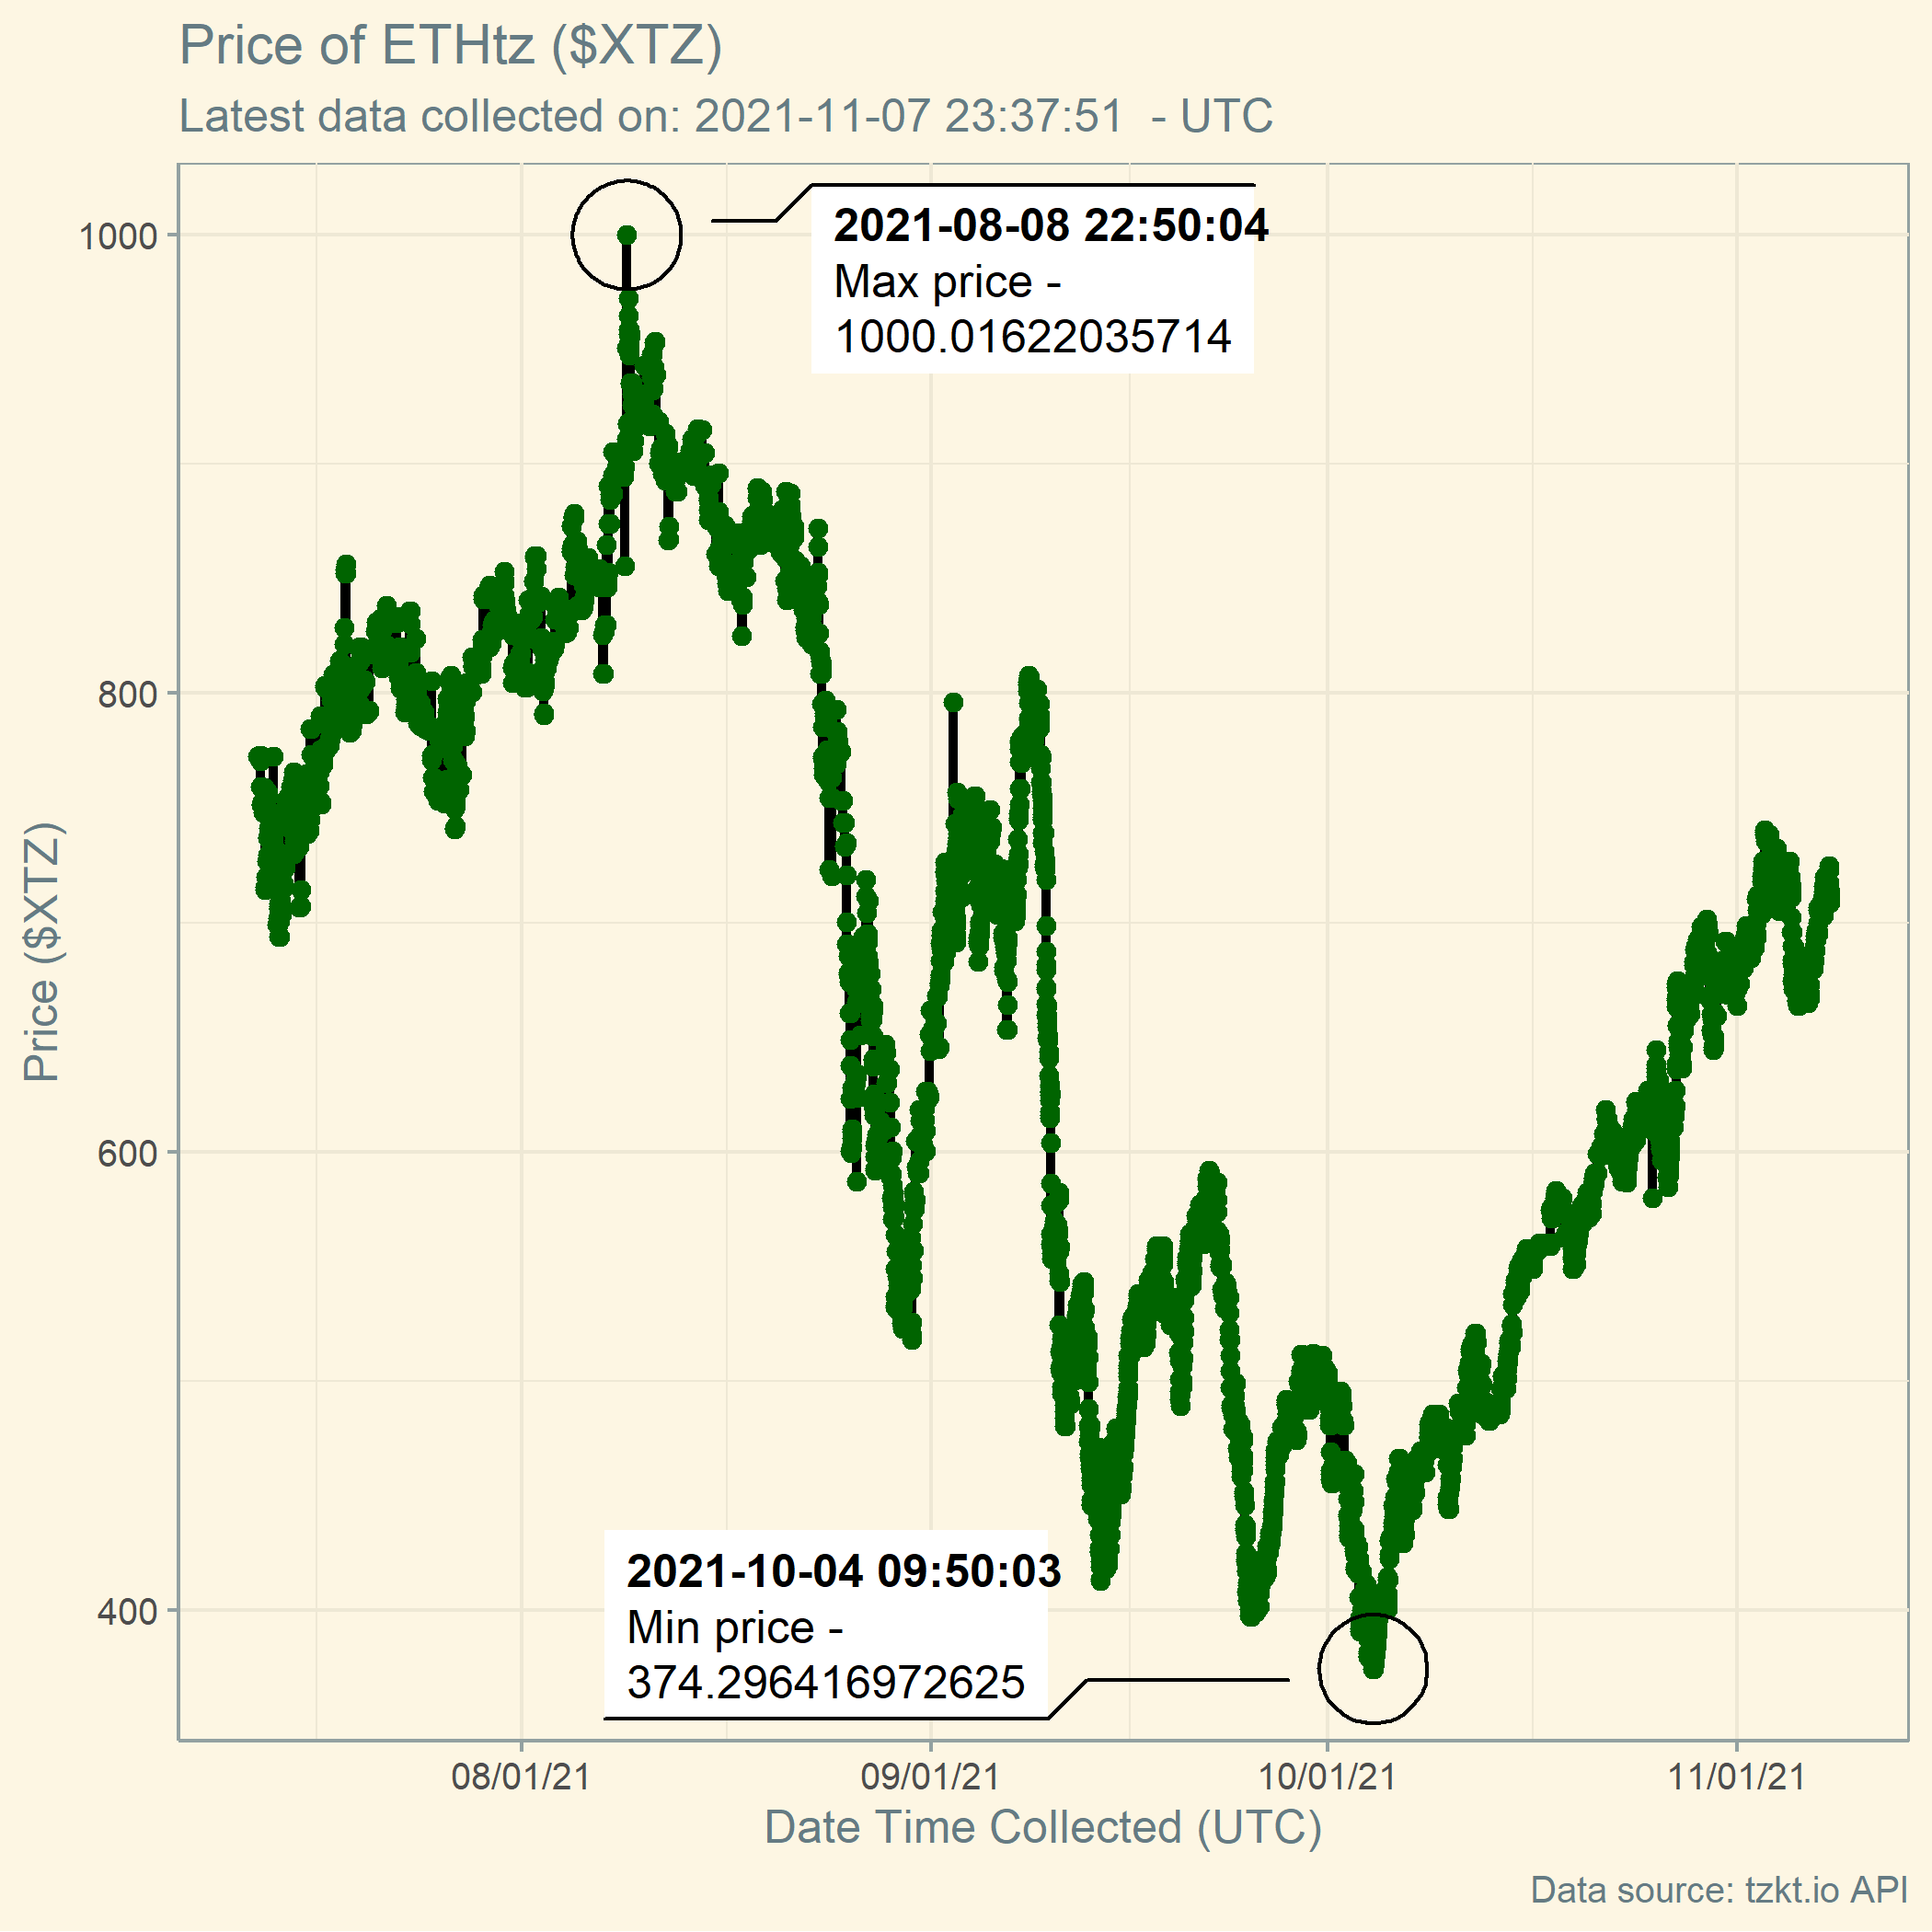 Price of ETHtz ($XTZ)
Latest data collected on: 2021-11-07 23:37:51  - UTC
2021-08-08 22:50:04
Max price -
1000.01622035714
1000
800
600
400
Price ($XTZ)
2021-10-04 09:50:03
Min price -
374.296416972625
08/01/21
09/01/21
10/01/21
11/01/21
Date Time Collected (UTC)
Data source: tzkt.io API